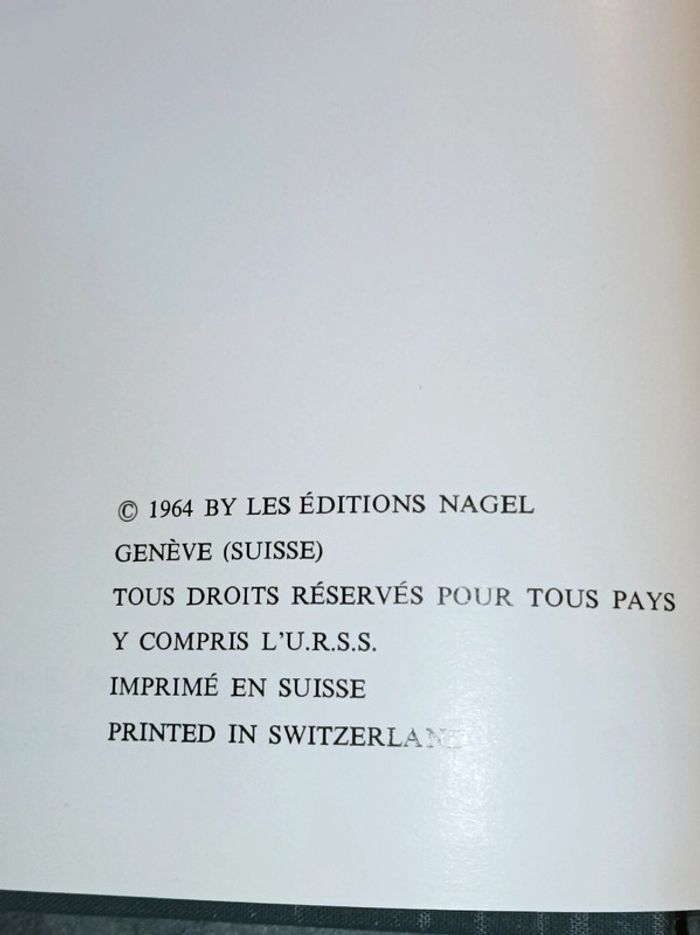 © 1964 BY LES ÉDITIONS NAGEL
GENÈVE (SUISSE)
TOUS DROITS RÉSERVÉS POUR TOUS PAYS
Y COMPRIS L'U.R.S.S.
IMPRIMÉ EN SUISSE
PRINTED IN SWITZERLAND